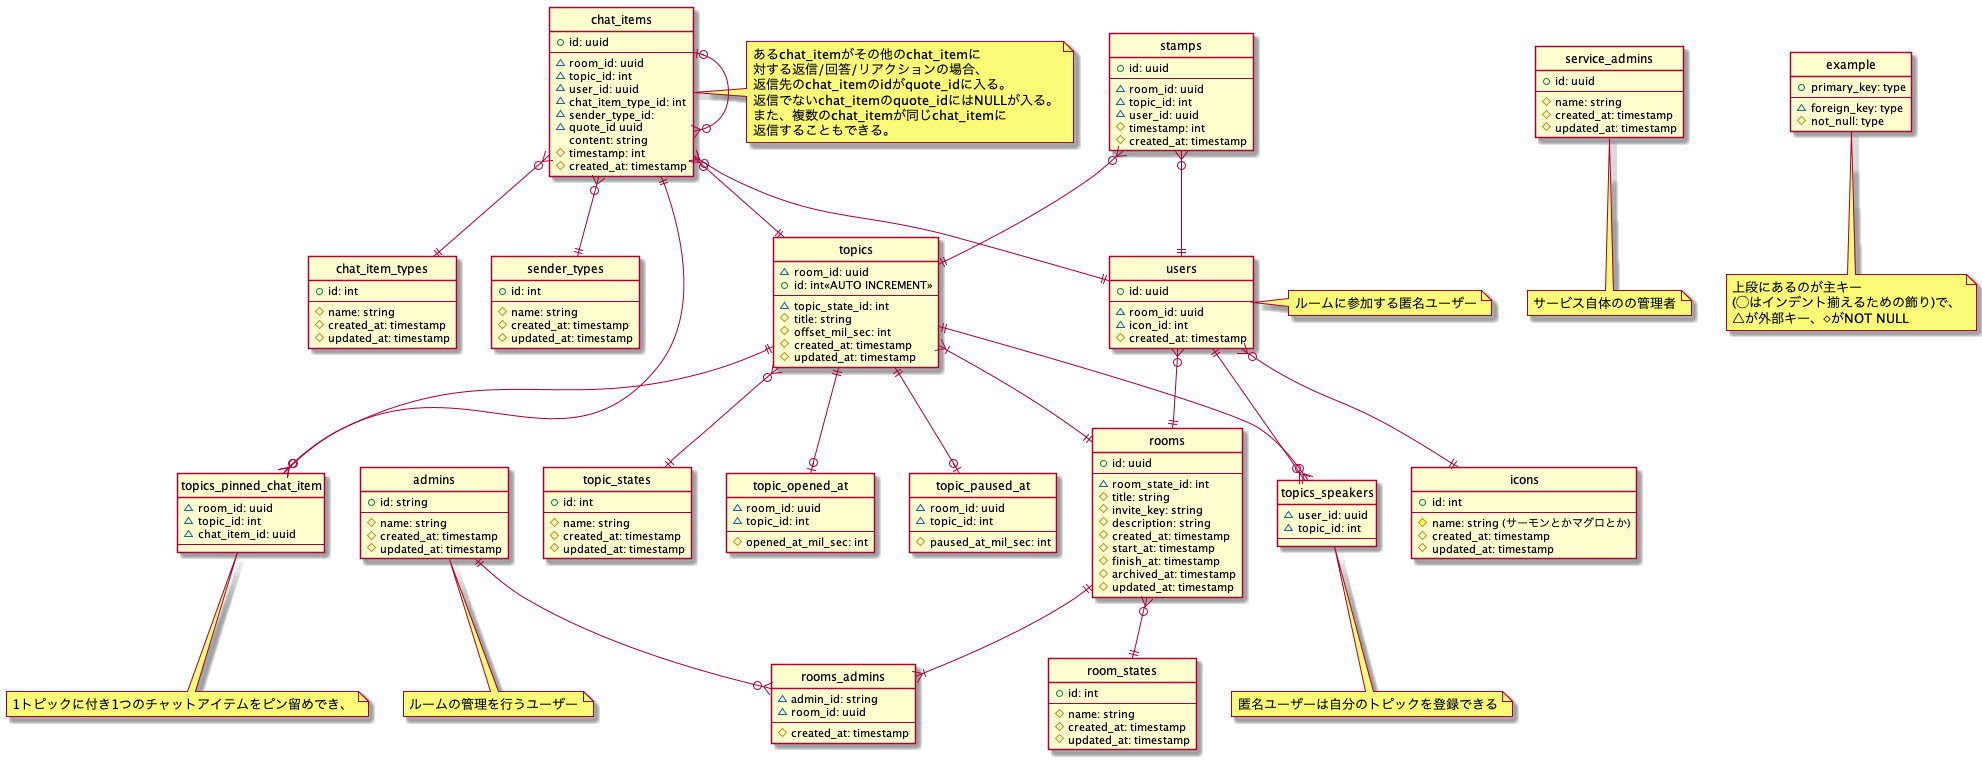 chat_items
id: uuid
room_id: uuid
topic_id: int
user_id: uuid
chat_item_type_id: int
sender_type_id:
quote_id uuid
content: string
timestamp: int
created_at: timestamp
あるchat_itemがその他のchat_itemに
対する返信/回答/リアクションの場合、
返信先のchat_itemのidがquote_idに入る。
返信でないchat_itemのquote_idにはNULLが入る。
また、複数のchat_itemが同じchat_itemに
返信することもできる。
stamps
id: uuid
room_id: uuid
topic_id: int
user_id: uuid
timestamp: int
created_at: timestamp
service_admins
id: uuid
name: string
created_at: timestamp
updated_at: timestamp
example
primary_key: type
foreign_key: type
not_null: type
chat_item_types
id: int
name: string
created_at: timestamp
updated_at: timestamp
sender_types
id: int
name: string
created_at: timestamp
updated_at: timestamp
topics
room_id: uuid
id: int«AUTO INCREMENT»
topic_state_id: int
title: string
offset_mil_sec: int
created_at: timestamp
updated_at: timestamp
users
id: uuid
room_id: uuid
icon_id: int
created_at: timestamp
ルームに参加する匿名ユーザー
サービス自体のの管理者
上段にあるのが主キー
(◯はインデント揃えるための飾り)で、
△が外部キー、◇がNOT NULL
topics_pinned_chat_item
room_id: uuid
topic_id: int
chat_item_id: uuid
admins
id: string
name: string
created_at: timestamp
updated_at: timestamp
topic_states
id: int
name: string
created_at: timestamp
updated_at: timestamp
topic_opened_at
room_id: uuid
topic_id: int
opened_at_mil_sec: int
topic_paused_at
room_id: uuid
topic_id: int
paused_at_mil_sec: int
rooms
id: uuid
room_state_id: int
title: string
invite_key: string
description: string
created_at: timestamp
start_at: timestamp
finish_at: timestamp
archived_at: timestamp
updated_at: timestamp
topics_speakers
user_id: uuid
topic_id: int
icons
id: int
name: string (サーモンとかマグロとか)
created_at: timestamp
updated_at: timestamp
1トピックに付き1つのチャットアイテムをピン留めでき、
ルームの管理を行うユーザー
rooms_admins
admin_id: string
room_id: uuid
created_at: timestamp
room_states
id: int
name: string
created_at: timestamp
updated_at: timestamp
匿名ユーザーは自分のトピックを登録できる